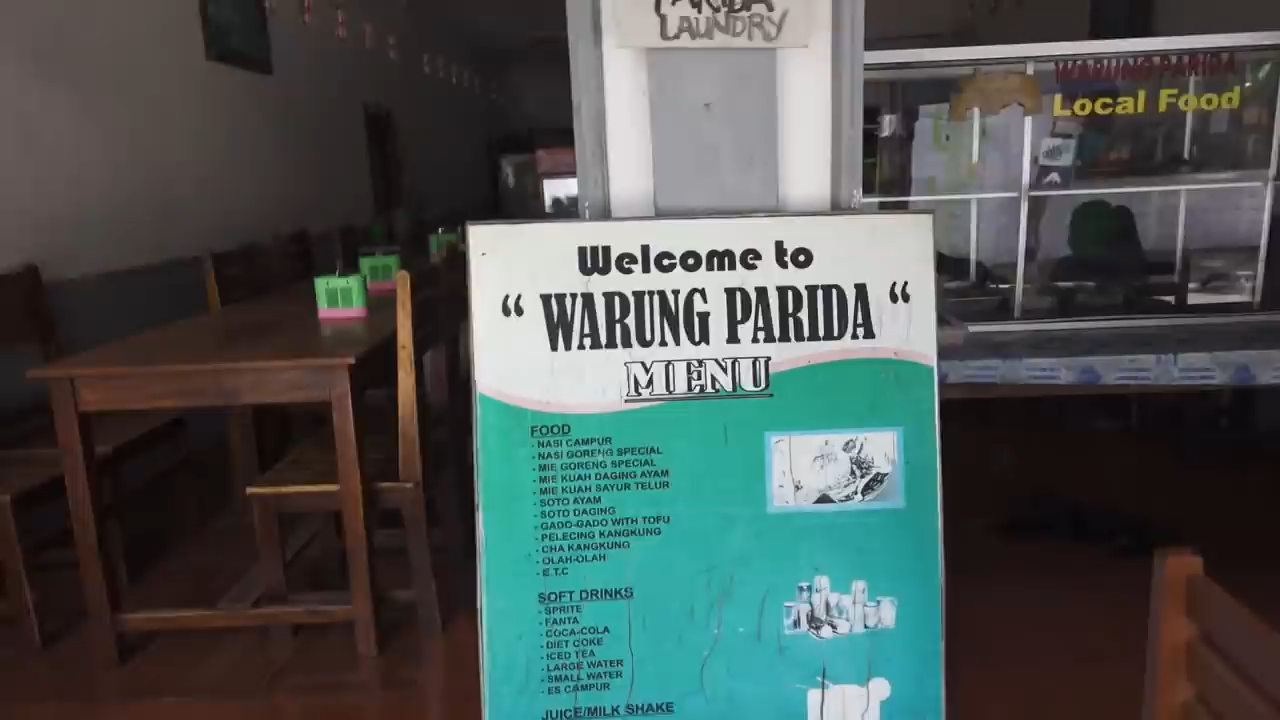 PARIDA
LAUNDRY
WARUNG PARIDA
Local Food
Welcome to
“ WARUNG PARIDA “
MENU
FOOD
- NASI CAMPUR
- NASI GORENG SPECIAL
- MIE GORENG SPECIAL
- MIE KUAH DAGING AYAM
- MIE KUAH SAYUR TELUR
- SOTO AYAM
- SOTO DAGING
- GADO-GADO WITH TOFU
- PELECING KANGKUNG
- CHA KANGKUNG
- OLAH-OLAH
- E.T.C
SOFT DRINKS
- SPRITE
- FANTA
- COCA-COLA
- DIET COKE
- ICED TEA
- LARGE WATER
- SMALL WATER
- ES CAMPUR
JUICE/MILK SHAKE